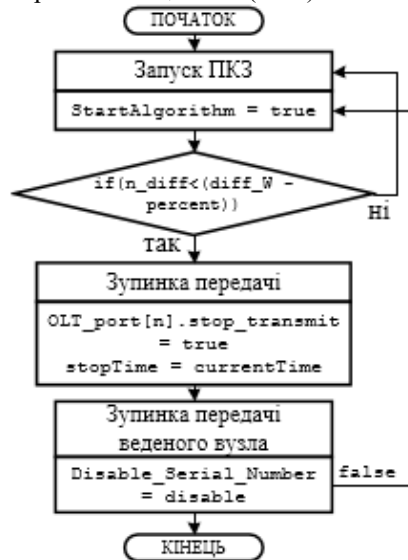 ПОЧАТОК
Запуск ПКЗ
StartAlgorithm = true
if(n_diff<(diff_W -
percent))
ні
так
Зупинка передачі
OLT_port[n].stop_transmit
= true
stopTime = currentTime
Зупинка передачі
веденого вузла
Disable_Serial_Number
= disable
false
КІНЕЦЬ